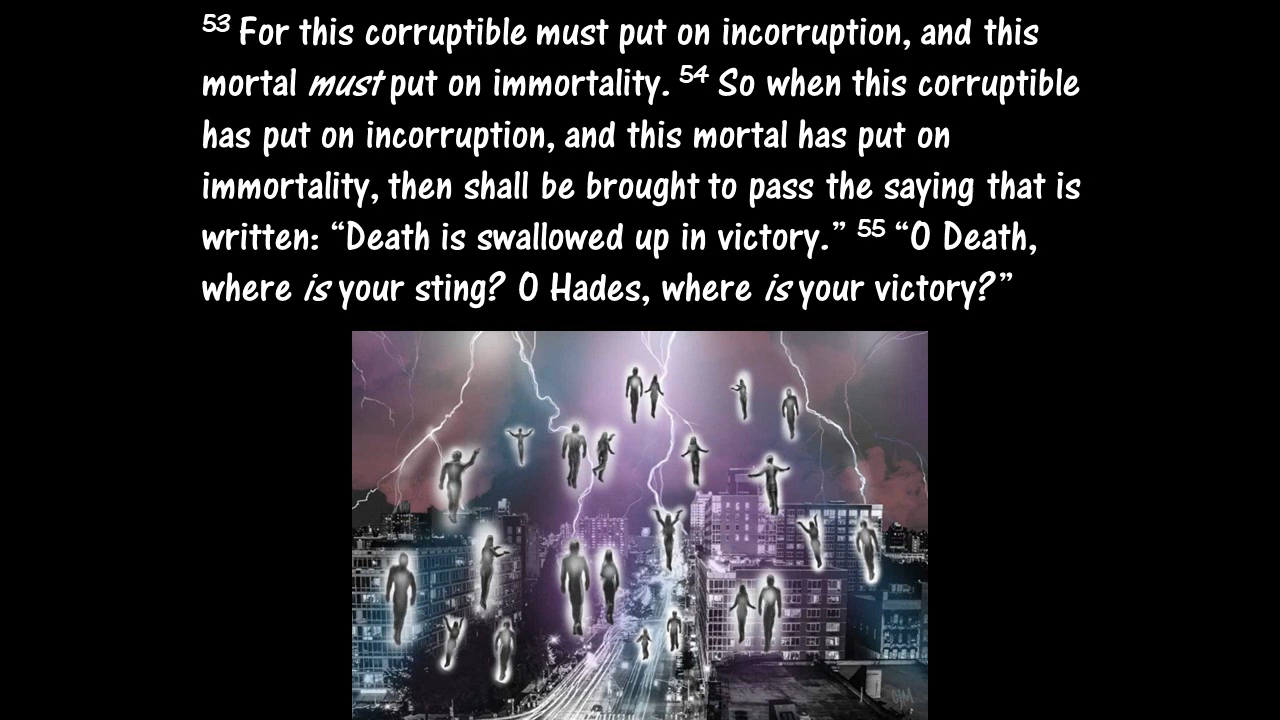 53 For this corruptible must put on incorruption, and this
mortal must put on immortality. 54 So when this corruptible
has put on incorruption, and this mortal has put on
immortality, then shall be brought to pass the saying that is
written: “Death is swallowed up in victory.” 55 “O Death,
where is your sting? O Hades, where is your victory?”